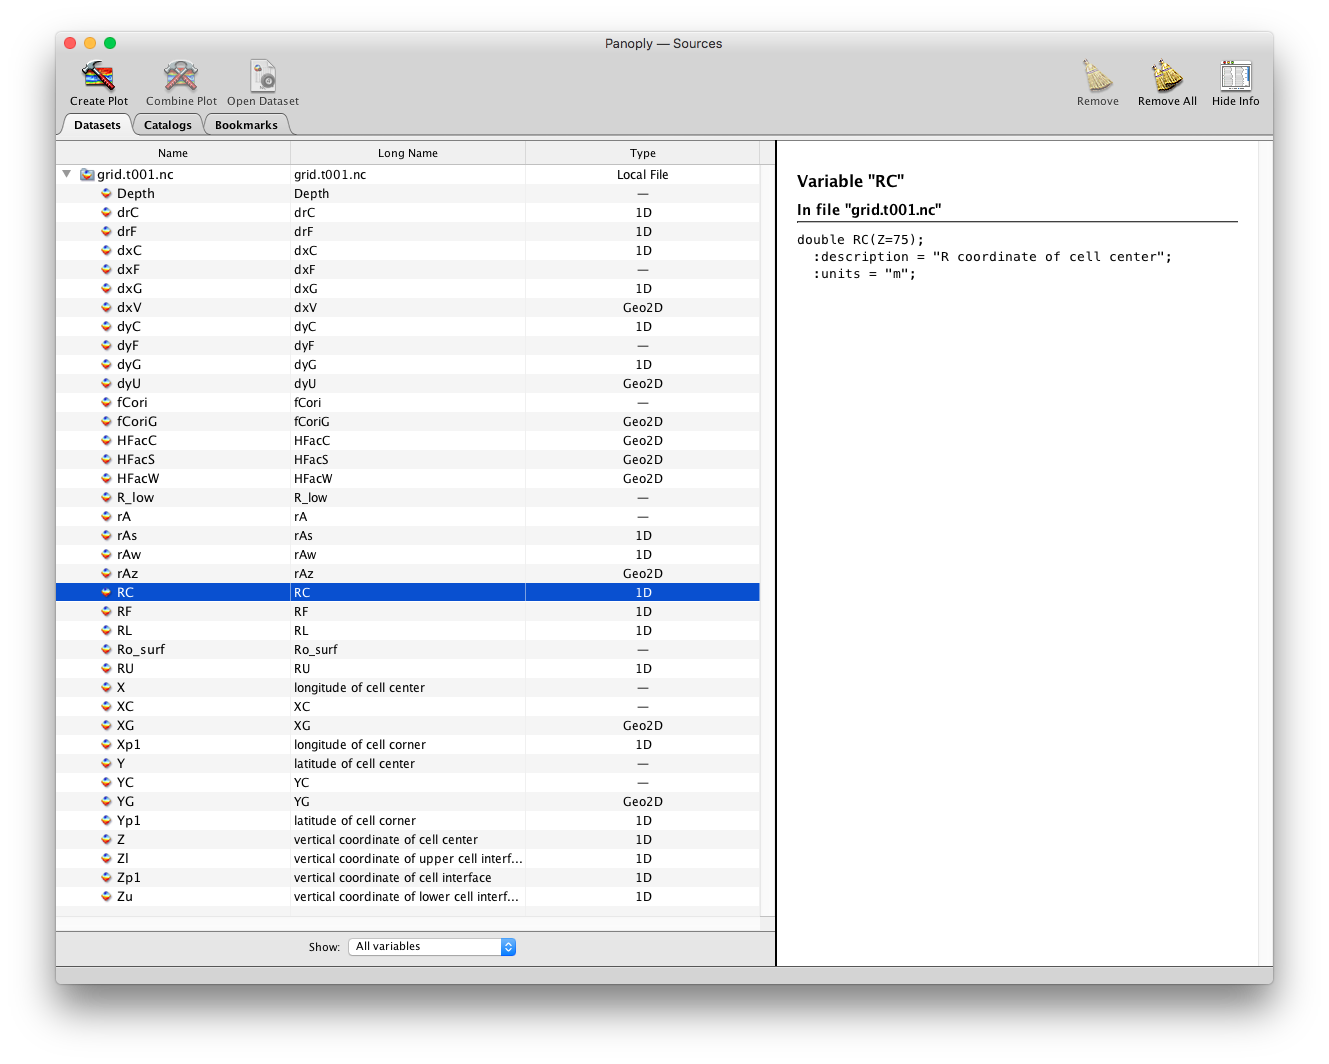 Panoply — Sources
Create Plot Combine Plot Open Dataset Remove Remove All Hide Info
Datasets Catalogs Bookmarks
Name Long Name Type
grid.t001.nc grid.t001.nc Local File
Depth Depth —
drC drC 1D
drF drF 1D
dxC dxC 1D
dxF dxF —
dxG dxG 1D
dxV dxV Geo2D
dyC dyC 1D
dyF dyF —
dyG dyG 1D
dyU dyU Geo2D
fCori fCori —
fCoriG fCoriG Geo2D
HFacC HFacC Geo2D
HFacS HFacS Geo2D
HFacW HFacW Geo2D
R_low R_low —
rA rA —
rAs rAs 1D
rAw rAw 1D
rAz rAz Geo2D
RC RC 1D
RF RF 1D
RL RL 1D
Ro_surf Ro_surf —
RU RU 1D
X longitude of cell center —
XC XC —
XG XG Geo2D
Xp1 longitude of cell corner 1D
Y latitude of cell center —
YC YC —
YG YG Geo2D
Yp1 latitude of cell corner 1D
Z vertical coordinate of cell center 1D
Zl vertical coordinate of upper cell interf... 1D
Zp1 vertical coordinate of cell interface 1D
Zu vertical coordinate of lower cell interf... 1D
Show: All variables
Variable "RC"
In file "grid.t001.nc"
double RC(Z=75);
:description = "R coordinate of cell center";
:units = "m";